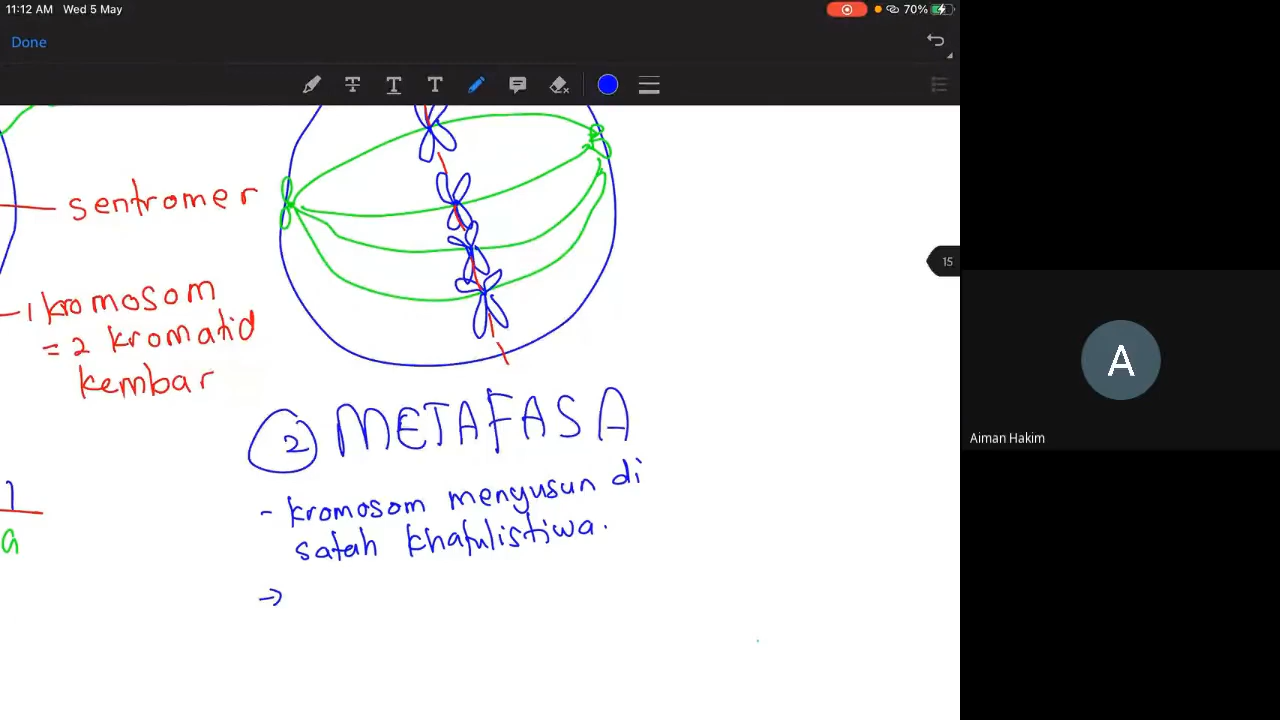 11:12 AM Wed 5 May
70%
Done
T T T
15
sentromer
1 kromosom
= 2 kromatid
kembar
2 METAFASA
- kromosom menyusun di
satah khatulistiwa.
→
a
A
Aiman Hakim